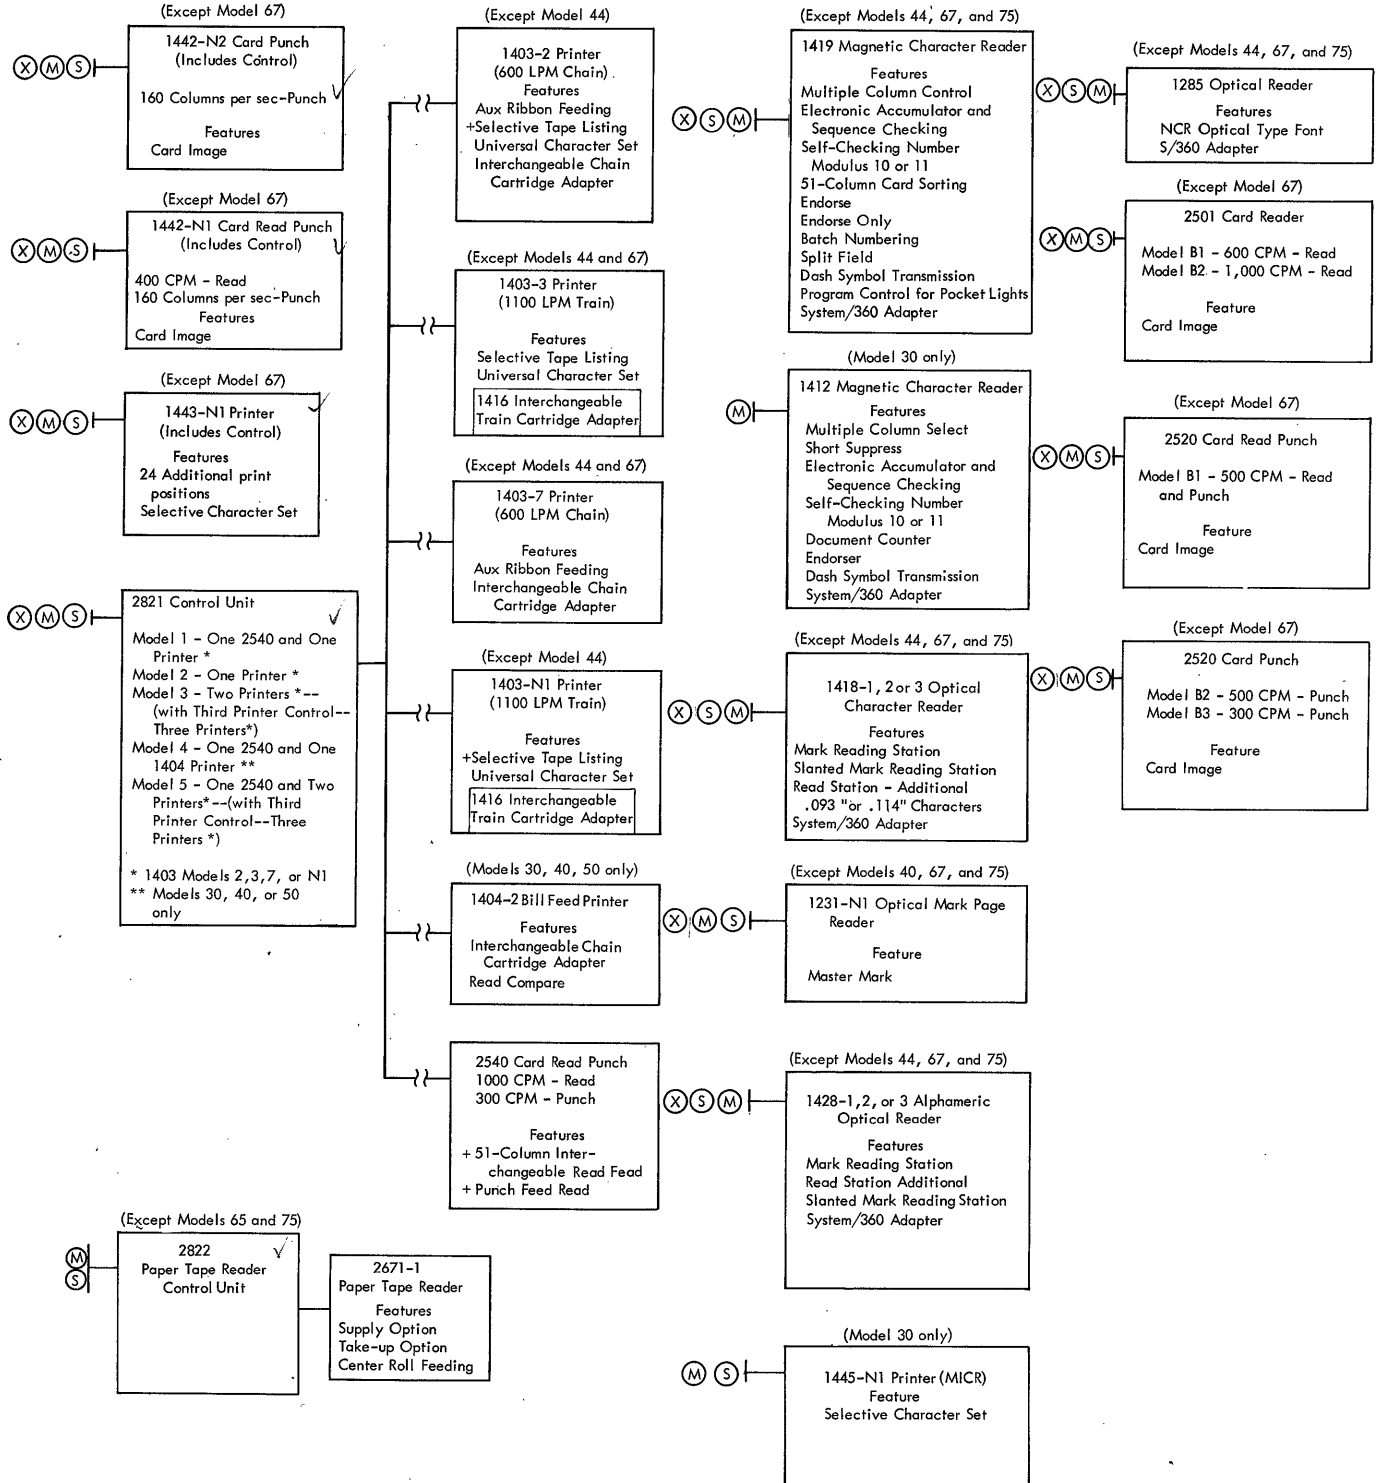 (Except Model 67)
X M S
1442-N2 Card Punch
(Includes Control)
160 Columns per sec-Punch
Features
Card Image
(Except Model 67)
X M S
1442-N1 Card Read Punch
(Includes Control)
400 CPM - Read
160 Columns per sec-Punch
Features
Card Image
(Except Model 67)
X M S
1443-N1 Printer
(Includes Control)
Features
24 Additional print
positions
Selective Character Set
X M S
2821 Control Unit
Model 1 - One 2540 and One
Printer *
Model 2 - One Printer *
Model 3 - Two Printers *--
(with Third Printer Control--
Three Printers*)
Model 4 - One 2540 and One
1404 Printer **
Model 5 - One 2540 and Two
Printers*--(with Third
Printer Control--Three
Printers *)
* 1403 Models 2,3,7, or N1
** Models 30, 40, or 50
only
(Except Models 65 and 75)
M
S
2822
Paper Tape Reader
Control Unit
2671-1
Paper Tape Reader
Features
Supply Option
Take-up Option
Center Roll Feeding
(Except Model 44)
1403-2 Printer
(600 LPM Chain)
Features
Aux Ribbon Feeding
+Selective Tape Listing
Universal Character Set
Interchangeable Chain
Cartridge Adapter
(Except Models 44 and 67)
1403-3 Printer
(1100 LPM Train)
Features
Selective Tape Listing
Universal Character Set
1416 Interchangeable
Train Cartridge Adapter
(Except Models 44 and 67)
1403-7 Printer
(600 LPM Chain)
Features
Aux Ribbon Feeding
Interchangeable Chain
Cartridge Adapter
(Except Model 44)
1403-N1 Printer
(1100 LPM Train)
Features
+Selective Tape Listing
Universal Character Set
1416 Interchangeable
Train Cartridge Adapter
(Models 30, 40, 50 only)
1404-2 Bill Feed Printer
Features
Interchangeable Chain
Cartridge Adapter
Read Compare
2540 Card Read Punch
1000 CPM - Read
300 CPM - Punch
Features
+ 51-Column Inter-
changeable Read Fead
+ Punch Feed Read
(Except Models 44, 67, and 75)
X S M
1419 Magnetic Character Reader
Features
Multiple Column Control
Electronic Accumulator and
Sequence Checking
Self-Checking Number
Modulus 10 or 11
51-Column Card Sorting
Endorse
Endorse Only
Batch Numbering
Split Field
Dash Symbol Transmission
Program Control for Pocket Lights
System/360 Adapter
(Model 30 only)
M
1412 Magnetic Character Reader
Features
Multiple Column Select
Short Suppress
Electronic Accumulator and
Sequence Checking
Self-Checking Number
Modulus 10 or 11
Document Counter
Endorser
Dash Symbol Transmission
System/360 Adapter
(Except Models 44, 67, and 75)
X S M
1418-1, 2 or 3 Optical
Character Reader
Features
Mark Reading Station
Slanted Mark Reading Station
Read Station - Additional
.093 "or .114" Characters
System/360 Adapter
(Except Models 40, 67, and 75)
X M S
1231-N1 Optical Mark Page
Reader
Feature
Master Mark
(Except Models 44, 67, and 75)
X S M
1428-1,2, or 3 Alphameric
Optical Reader
Features
Mark Reading Station
Read Station Additional
Slanted Mark Reading Station
System/360 Adapter
(Model 30 only)
M S
1445-N1 Printer (MICR)
Feature
Selective Character Set
(Except Models 44, 67, and 75)
X S M
1285 Optical Reader
Features
NCR Optical Type Font
S/360 Adapter
(Except Model 67)
X M S
2501 Card Reader
Model B1 - 600 CPM - Read
Model B2 - 1,000 CPM - Read
Feature
Card Image
(Except Model 67)
X M S
2520 Card Read Punch
Model B1 - 500 CPM - Read
and Punch
Feature
Card Image
(Except Model 67)
X M S
2520 Card Punch
Model B2 - 500 CPM - Punch
Model B3 - 300 CPM - Punch
Feature
Card Image